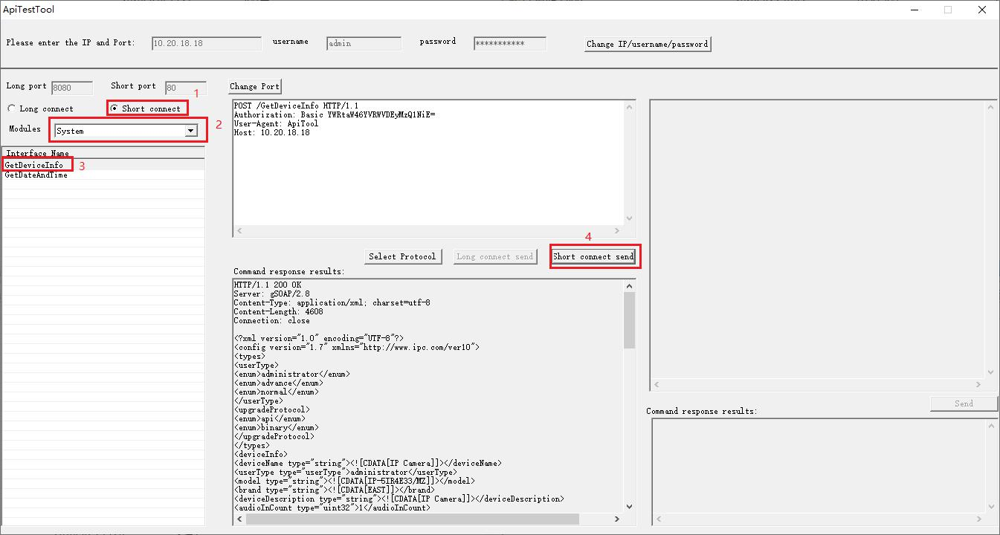 ApiTestTool
Please enter the IP and Port: 10.20.18.18 username admin password *********** Change IP/username/password
Long port 8080 Short port 80 Change Port
1
Long connect Short connect
2
Modules System
Interface Name
GetDeviceInfo 3
GetDateAndTime
POST /GetDeviceInfo HTTP/1.1
Authorization: Basic YWRtaW46YVRWVDEyMzQ1NiE=
User-Agent: ApiTool
Host: 10.20.18.18
4
Select Protocol Long connect send Short connect send
Command response results:
HTTP/1.1 200 OK
Server: gSOAP/2.8
Content-Type: application/xml; charset=utf-8
Content-Length: 4608
Connection: close
<?xml version="1.0" encoding="UTF-8"?>
<config version="1.7" xmlns="http://www.ipc.com/ver10">
<types>
<userType>
<enum>administrator</enum>
<enum>advance</enum>
<enum>normal</enum>
</userType>
<upgradeProtocol>
<enum>api</enum>
<enum>binary</enum>
</upgradeProtocol>
</types>
<deviceInfo>
<deviceName type="string"><![CDATA[IP Camera]]></deviceName>
<userType type="userType">administrator</userType>
<model type="string"><![CDATA[IP-5IR4E33/MZ]]></model>
<brand type="string"><![CDATA[EAST]]></brand>
<deviceDescription type="string"><![CDATA[IP Camera]]></deviceDescription>
<audioInCount type="uint32">1</audioInCount>
Send
Command response results: